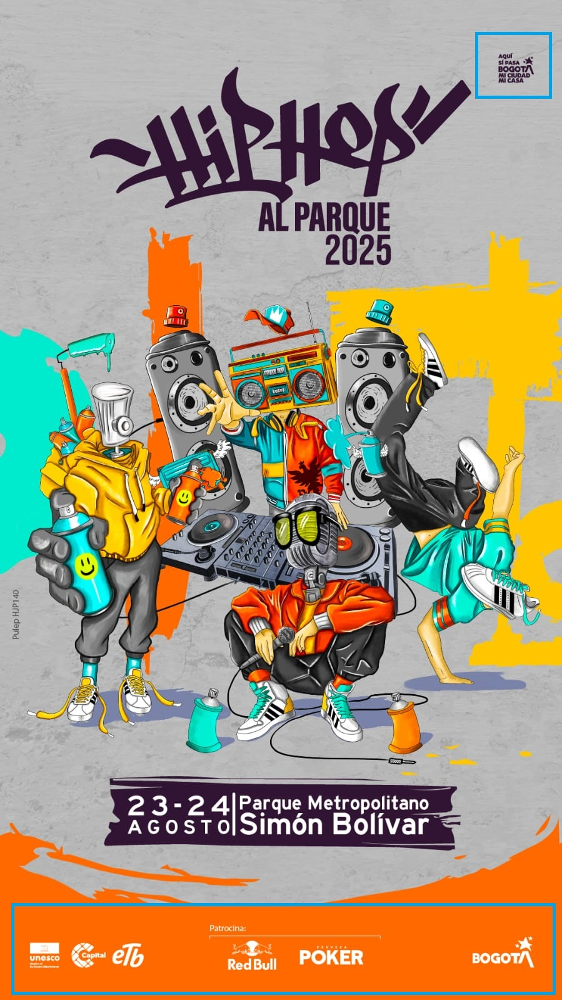 AQUÍ
SÍ PASA
BOGOTÁ
MI CIUDAD
MI CASA
HIPHOP
AL PARQUE
2025
Pulep HJP140
23-24
AGOSTO
Parque Metropolitano
Simón Bolívar
Patrocina:
unesco
Capital
eTb
Red Bull
CERVEZA
POKER
BOGOTÁ